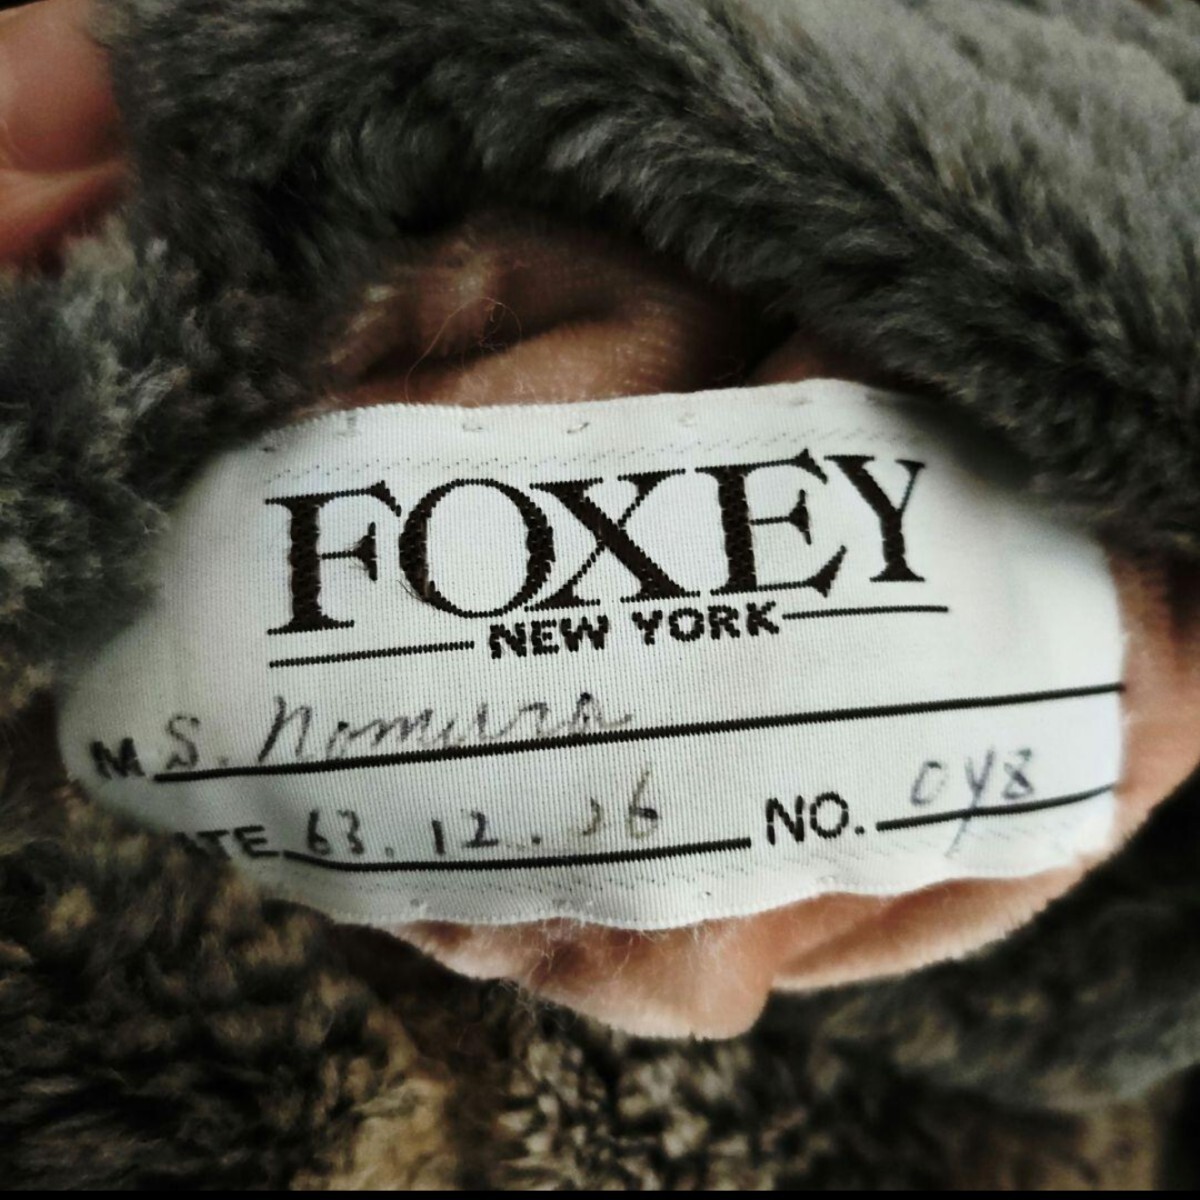 FOXEY
NEW YORK
M S. Nomura
ATE 63.12.26 NO. 048